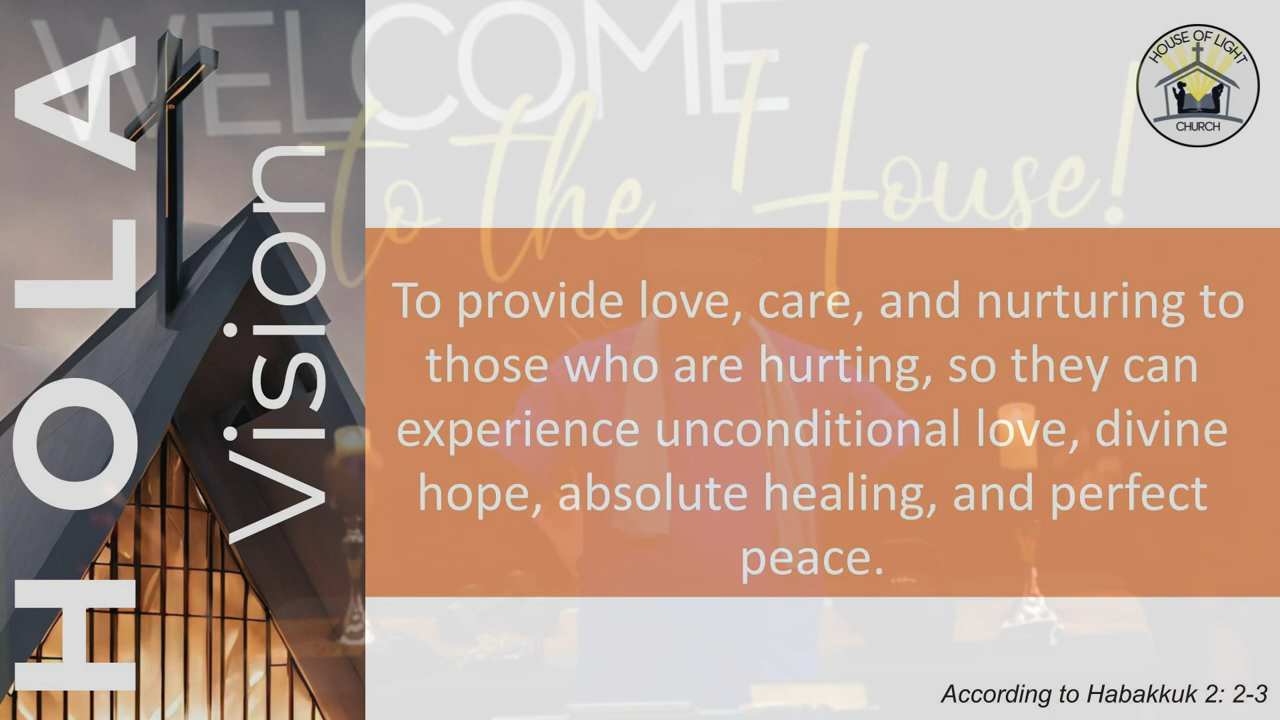 HOLA
Vision
WELCOME
to the House!
HOUSE OF LIGHT
CHURCH
To provide love, care, and nurturing to
those who are hurting, so they can
experience unconditional love, divine
hope, absolute healing, and perfect
peace.
According to Habakkuk 2: 2-3